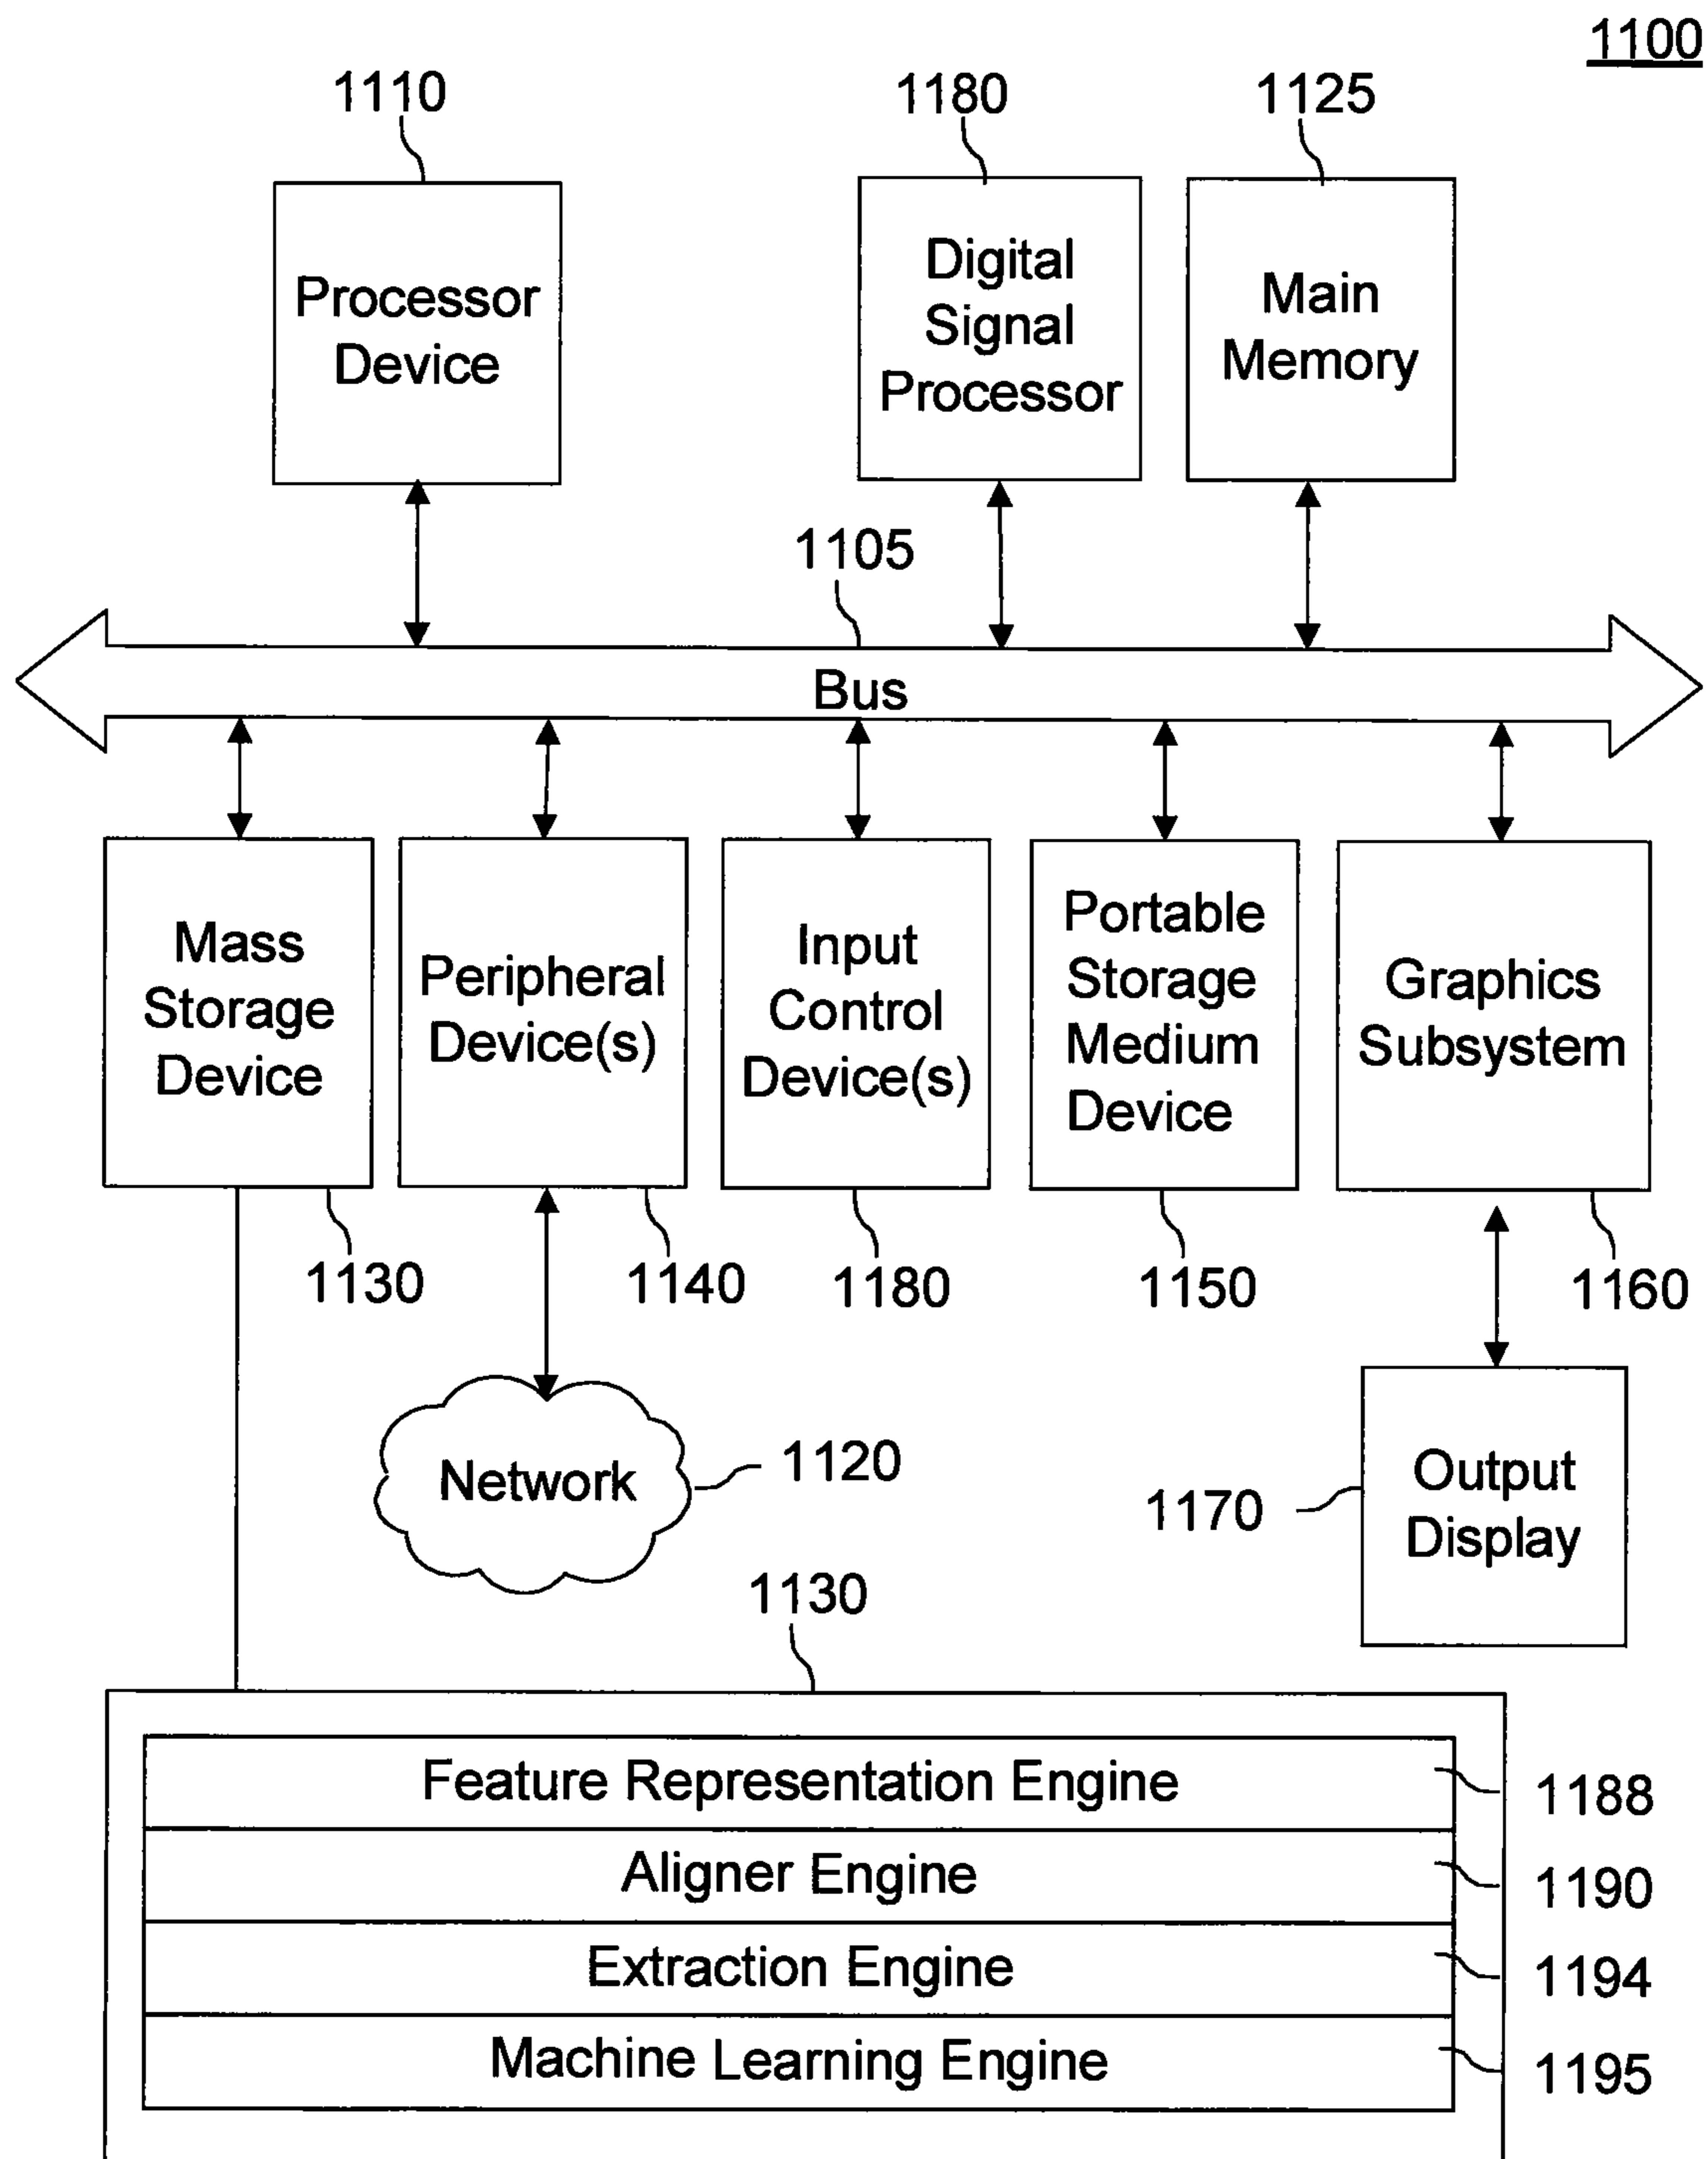 1100
1110
1180
1125
Processor
Device
Digital
Signal
Processor
Main
Memory
1105
Bus
Mass
Storage
Device
Peripheral
Device(s)
Input
Control
Device(s)
Portable
Storage
Medium
Device
Graphics
Subsystem
1130
1140
1180
1150
1160
Network
1120
1170
Output
Display
1130
Feature Representation Engine
1188
Aligner Engine
1190
Extraction Engine
1194
Machine Learning Engine
1195